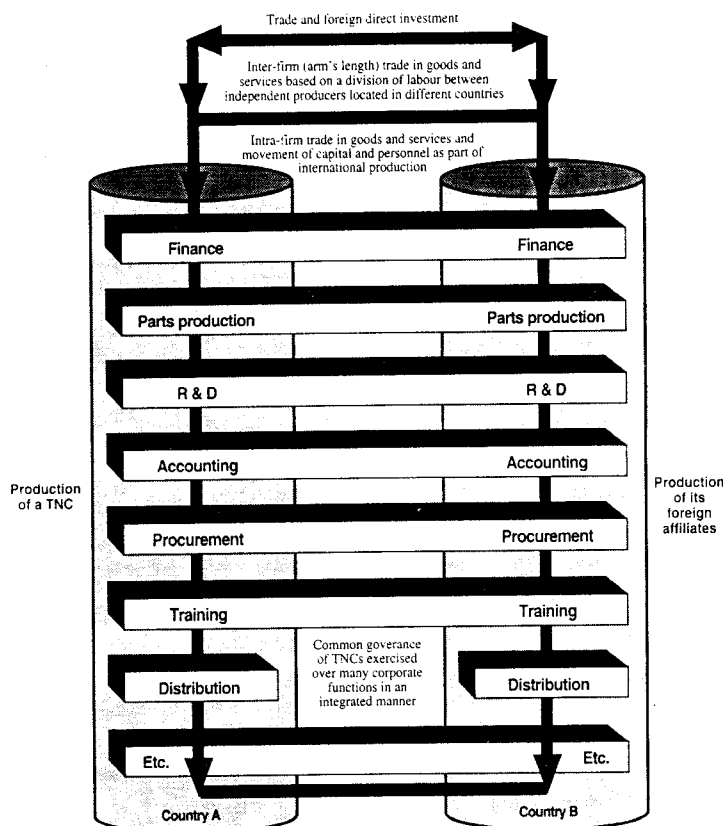 Trade and foreign direct investment
Inter-firm (arm's length) trade in goods and
services based on a division of labour between
independent producers located in different countries
Intra-firm trade in goods and services and
movement of capital and personnel as part of
international production
Finance Finance
Parts production Parts production
R & D R & D
Accounting Accounting
Production
of a TNC
Production
of its
foreign
affiliates
Procurement Procurement
Training Training
Common goverance
of TNCs exercised
over many corporate
functions in an
integrated manner
Distribution Distribution
Etc. Etc.
Country A Country B